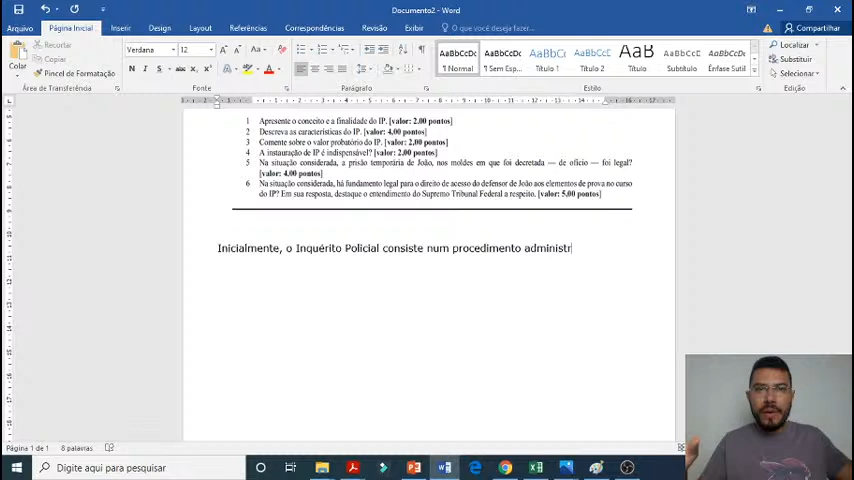 Documento2 - Word
Arquivo Página Inicial Inserir Design Layout Referências Correspondências Revisão Exibir O que você deseja fazer... Compartilhar
Colar
Recortar
Copiar
Pincel de Formatação
Área de Transferência
Verdana 12
N I S abc X₂ X²
Fonte
Parágrafo
AaBbCcDc AaBbCcDc AaBbCc AaBbCcC AaB AaBbCcC AaBbCcDc
¶ Normal ¶ Sem Esp... Título 1 Título 2 Título Subtítulo Ênfase Sutil
Estilo
Localizar
Substituir
Selecionar
Edição
1 Apresente o conceito e a finalidade do IP. [valor: 2,00 pontos]
2 Descreva as características do IP. [valor: 4,00 pontos]
3 Comente sobre o valor probatório do IP. [valor: 2,00 pontos]
4 A instauração de IP é indispensável? [valor: 2,00 pontos]
5 Na situação considerada, a prisão temporária de João, nos moldes em que foi decretada — de ofício — foi legal?
[valor: 4,00 pontos]
6 Na situação considerada, há fundamento legal para o direito de acesso do defensor de João aos elementos de prova no curso
do IP? Em sua resposta, destaque o entendimento do Supremo Tribunal Federal a respeito. [valor: 5,00 pontos]
Inicialmente, o Inquérito Policial consiste num procedimento administr
Página 1 de 1 8 palavras
Digite aqui para pesquisar